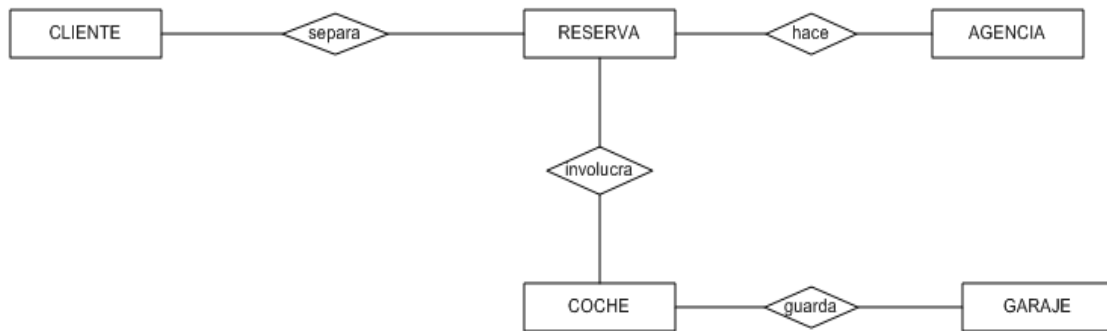 CLIENTE
separa
RESERVA
hace
AGENCIA
involucra
COCHE
guarda
GARAJE